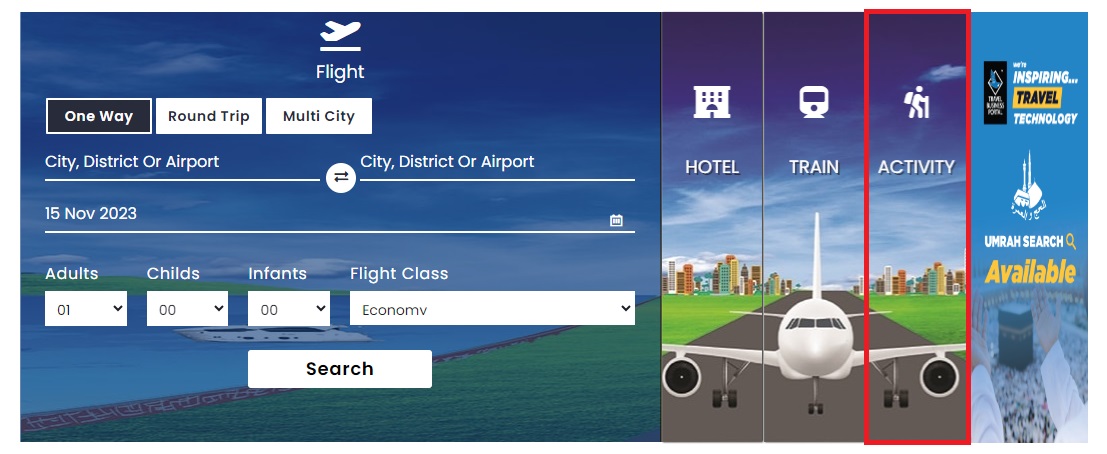 Flight
One Way
Round Trip
Multi City
City, District Or Airport
City, District Or Airport
15 Nov 2023
Adults
Childs
Infants
Flight Class
01
00
00
Economy
Search
HOTEL
TRAIN
ACTIVITY
WE'RE
INSPIRING...
TRAVEL
TECHNOLOGY
TRAVEL
BUSINESS
PORTAL
الحج و العمرة
UMRAH SEARCH
Available